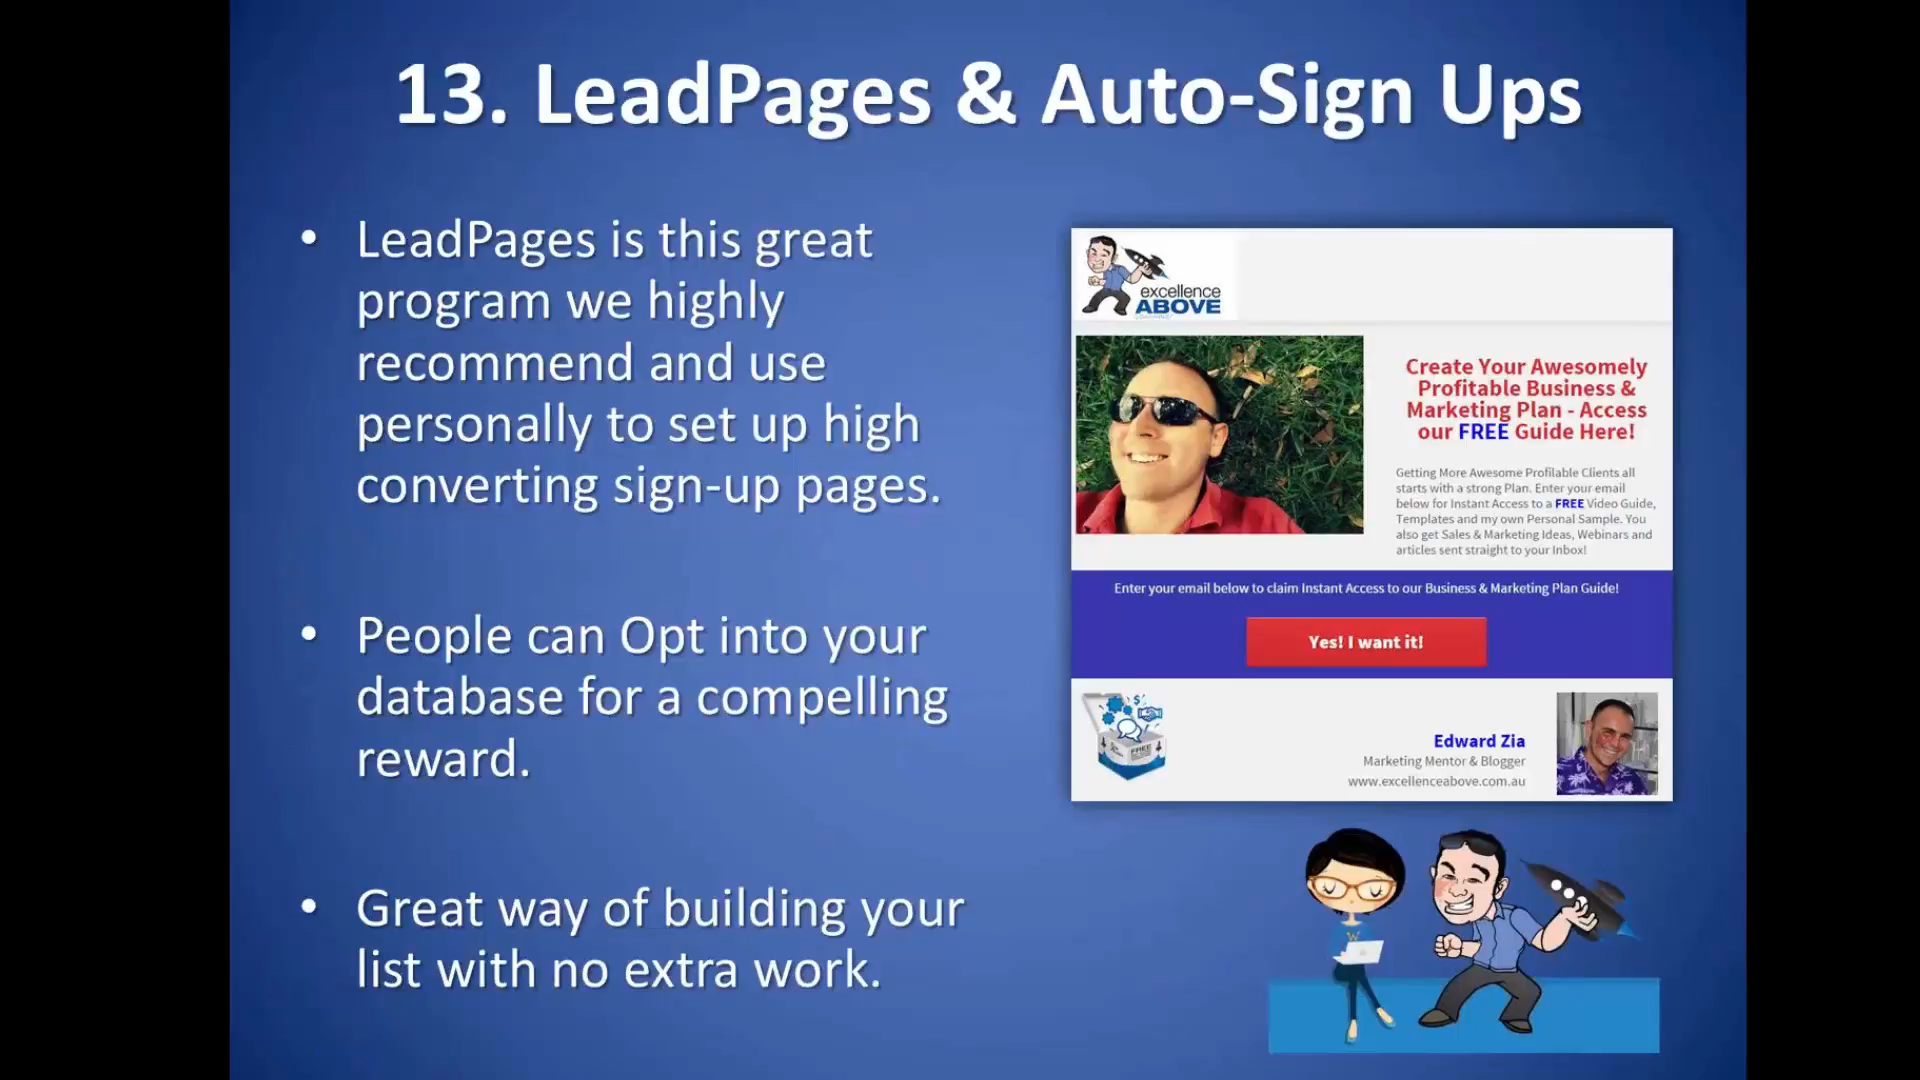 13. LeadPages & Auto-Sign Ups
• LeadPages is this great
program we highly
recommend and use
personally to set up high
converting sign-up pages.
• People can Opt into your
database for a compelling
reward.
• Great way of building your
list with no extra work.
excellence
ABOVE
Create Your Awesomely
Profitable Business &
Marketing Plan - Access
our FREE Guide Here!
Getting More Awesome Profilable Clients all
starts with a strong Plan. Enter your email
below for Instant Access to a FREE Video Guide,
Templates and my own Personal Sample. You
also get Sales & Marketing Ideas, Webinars and
articles sent straight to your Inbox!
Enter your email below to claim Instant Access to our Business & Marketing Plan Guide!
Yes! I want it!
FREE
Edward Zia
Marketing Mentor & Blogger
www.excellenceabove.com.au
W